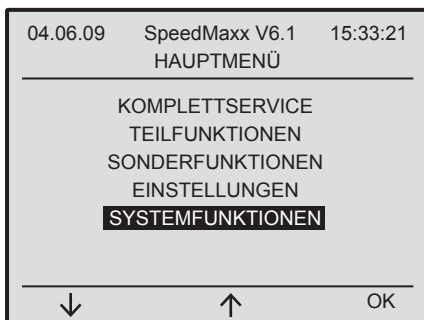 04.06.09 SpeedMaxx V6.1 15:33:21
HAUPTMENÜ
KOMPLETTSERVICE
TEILFUNKTIONEN
SONDERFUNKTIONEN
EINSTELLUNGEN
SYSTEMFUNKTIONEN
↓ ↑ OK